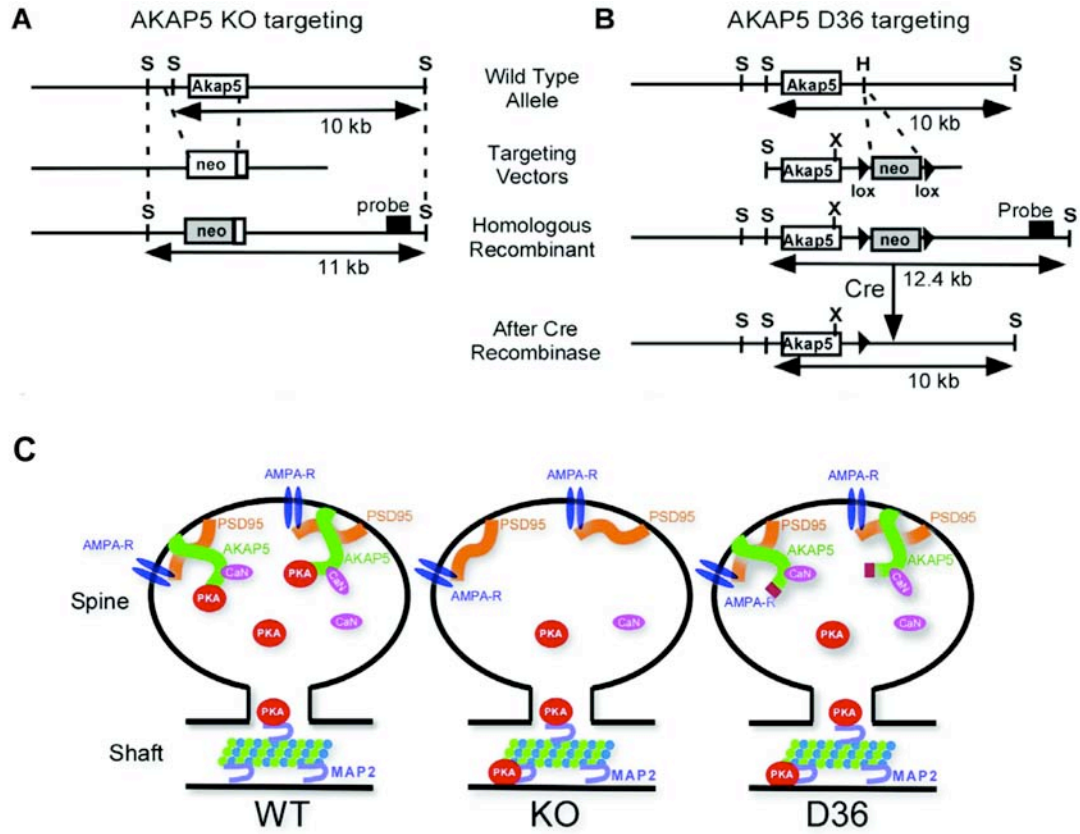 A
AKAP5 KO targeting
S S S
Akap5
10 kb
neo
probe
S S
neo
11 kb
Wild Type
Allele
Targeting
Vectors
Homologous
Recombinant
After Cre
Recombinase
B
AKAP5 D36 targeting
S S H S
Akap5
10 kb
S X
Akap5 neo
lox lox
Probe
S S X S
Akap5 neo
12.4 kb
Cre
S S X S
Akap5
10 kb
C
Spine
Shaft
AMPA-R
PSD95
PSD95
AMPA-R
AKAP5
AKAP5
CaN
PKA
CaN
PKA
CaN
PKA
PKA
MAP2
WT
AMPA-R
PSD95
PSD95
AMPA-R
CaN
PKA
PKA
PKA
MAP2
KO
AMPA-R
PSD95
PSD95
AKAP5
AKAP5
CaN
CaN
AMPA-R
CaN
PKA
PKA
PKA
MAP2
D36